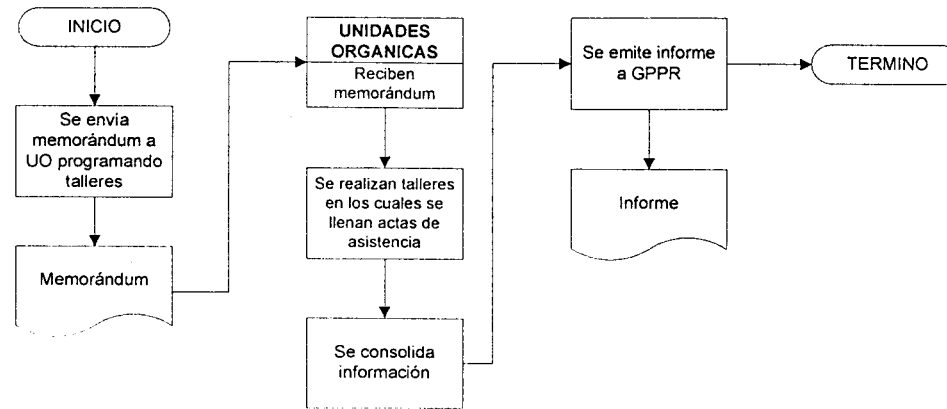 INICIO
Se envia
memorándum a
UO programando
talleres
Memorándum
UNIDADES
ORGANICAS
Reciben
memorándum
Se realizan talleres
en los cuales se
llenan actas de
asistencia
Se consolida
información
Se emite informe
a GPPR
Informe
TERMINO